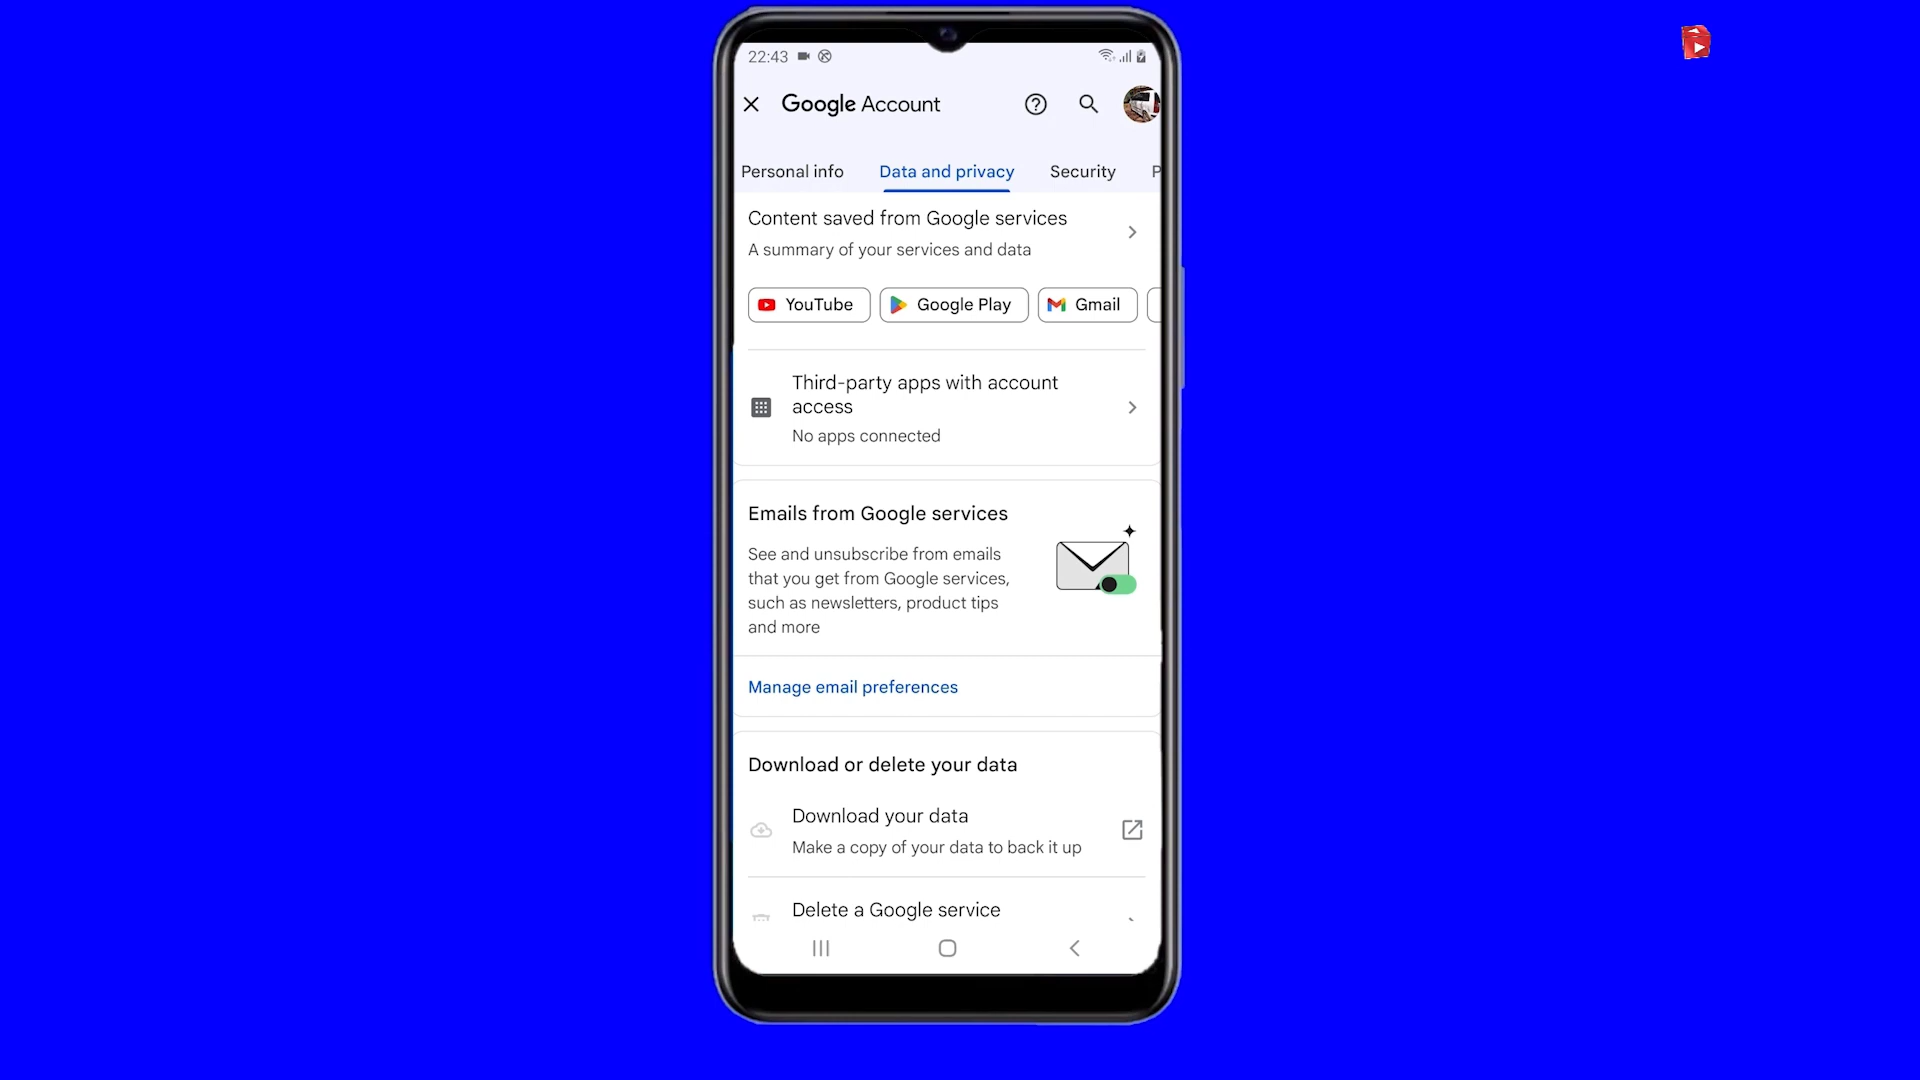 22:43
Google Account
Personal info
Data and privacy
Security
P
Content saved from Google services
A summary of your services and data
YouTube
Google Play
Gmail
Third-party apps with account
access
No apps connected
Emails from Google services
See and unsubscribe from emails
that you get from Google services,
such as newsletters, product tips
and more
Manage email preferences
Download or delete your data
Download your data
Make a copy of your data to back it up
Delete a Google service